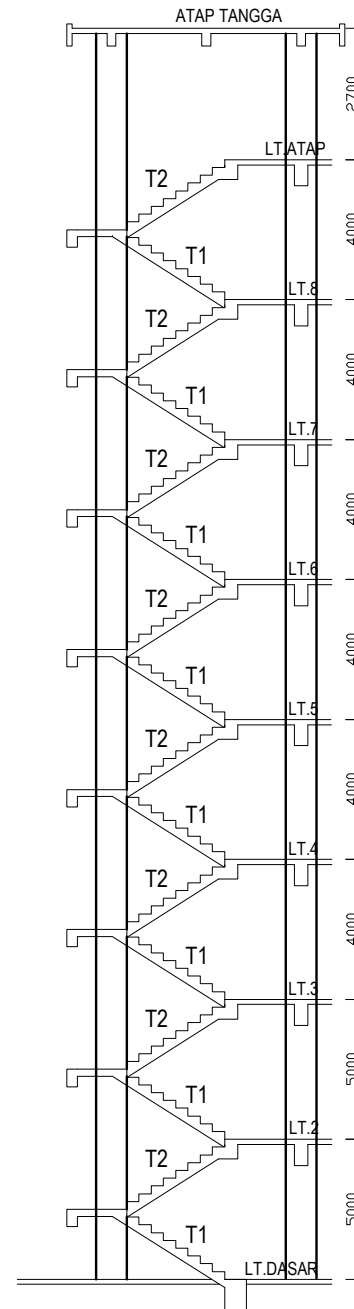 ATAP TANGGA
2700
LT.ATAP
T2
4000
T1
LT.8
T2
4000
T1
LT.7
T2
4000
T1
LT.6
T2
4000
T1
LT.5
T2
4000
T1
LT.4
T2
4000
T1
LT.3
T2
5000
T1
LT.2
T2
5000
T1
LT.DASAR